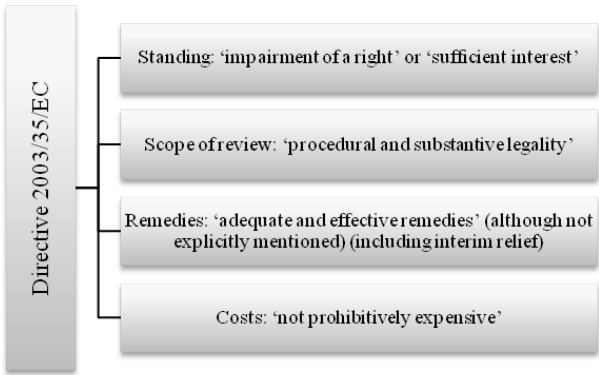 Directive 2003/35/EC
Standing: ‘impairment of a right’ or ‘sufficient interest’
Scope of review: ‘procedural and substantive legality’
Remedies: ‘adequate and effective remedies’ (although not
explicitly mentioned) (including interim relief)
Costs: ‘not prohibitively expensive’